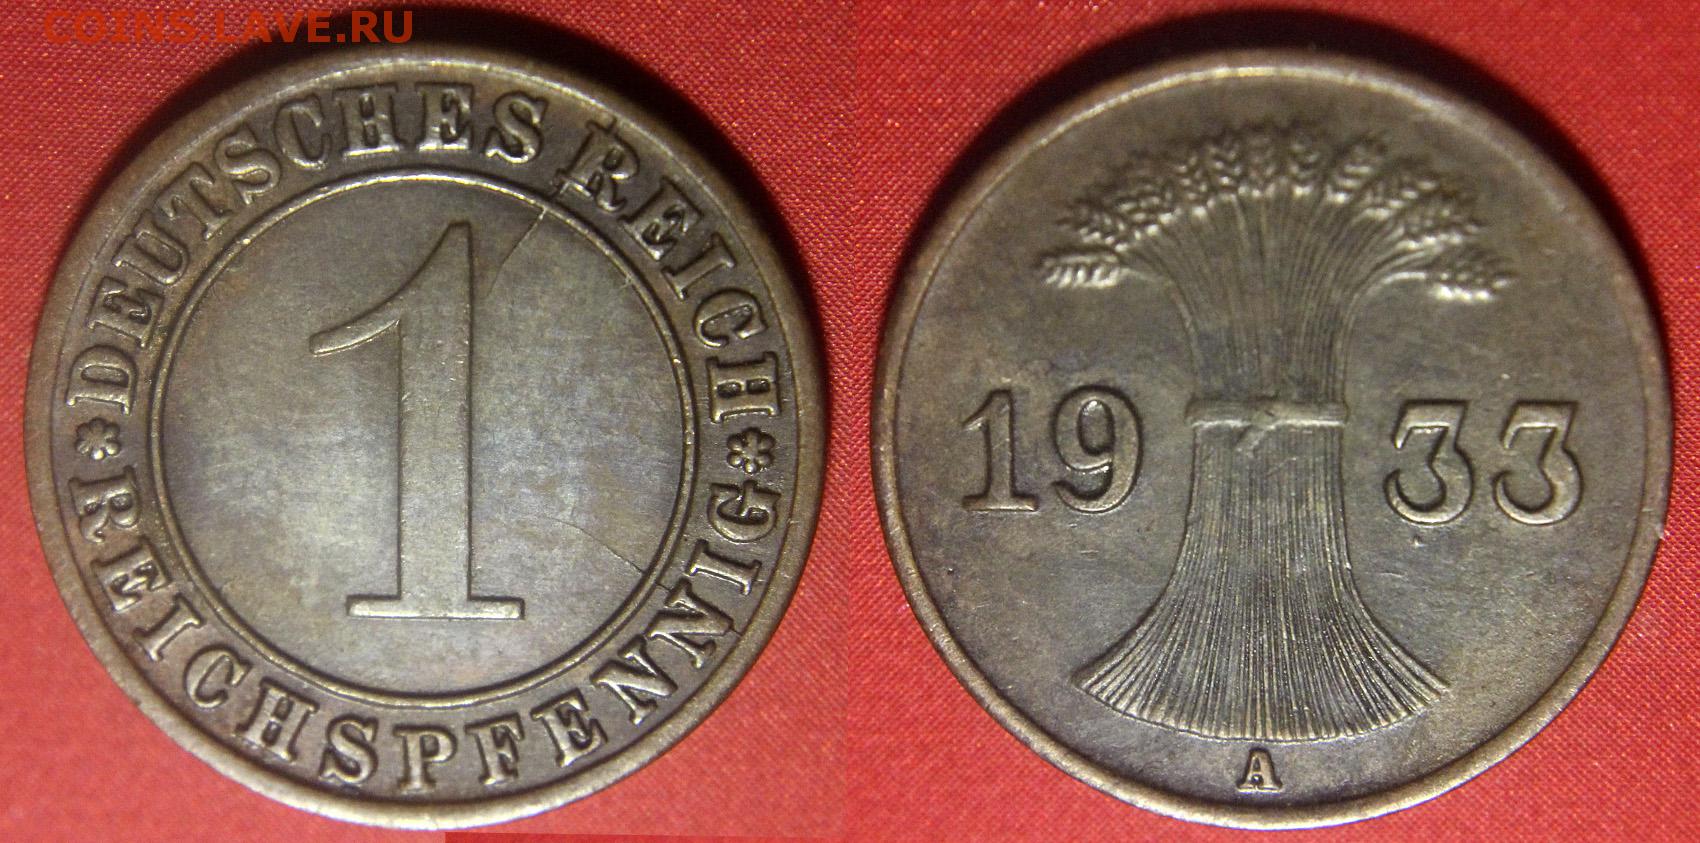 COINS.LAVE.RU
DEUTSCHES REICH
REICHSPFENNIG
1
19 33
A